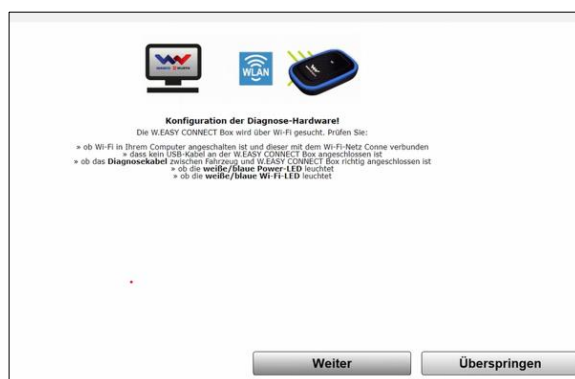 WLAN
Konfiguration der Diagnose-Hardware!
Die W.EASY CONNECT Box wird über Wi-Fi gesucht. Prüfen Sie:
» ob Wi-Fi in Ihrem Computer angeschalten ist und dieser mit dem Wi-Fi-Netz Conne verbunden
» dass kein USB-Kabel an der W.EASY CONNECT Box angeschlossen ist
» ob das Diagnosekabel zwischen Fahrzeug und W.EASY CONNECT Box richtig angeschlossen ist
» ob die weiße/blaue Power-LED leuchtet
» ob die weiße/blaue Wi-Fi-LED leuchtet
Weiter
Überspringen